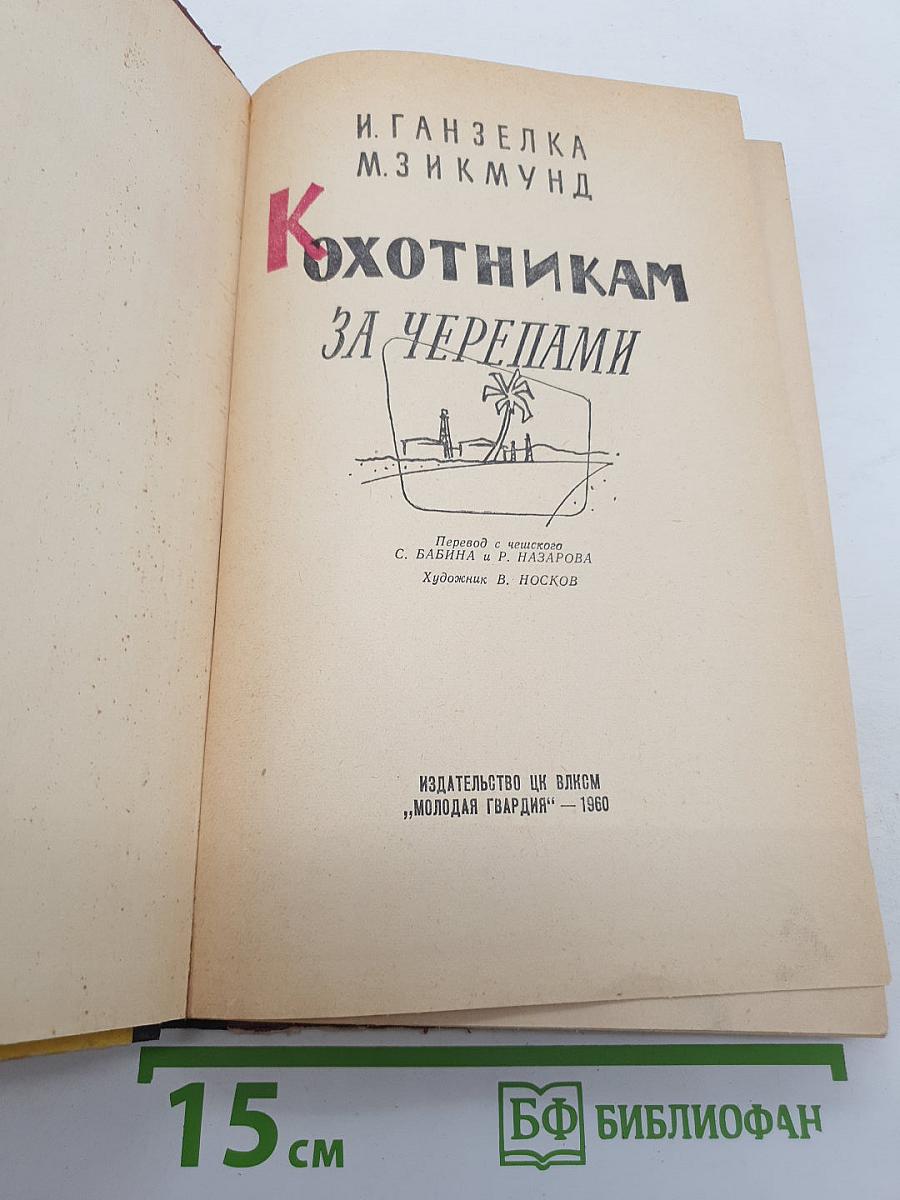 И. ГАНЗЕЛКА
М. ЗИКМУНД
К ОХОТНИКАМ
ЗА ЧЕРЕПАМИ
Перевод с чешского
С. БАБИНА и Р. НАЗАРОВА
Художник В. НОСКОВ
ИЗДАТЕЛЬСТВО ЦК ВЛКСМ
„МОЛОДАЯ ГВАРДИЯ“ — 1960
15 см
БФ БИБЛИОФАН